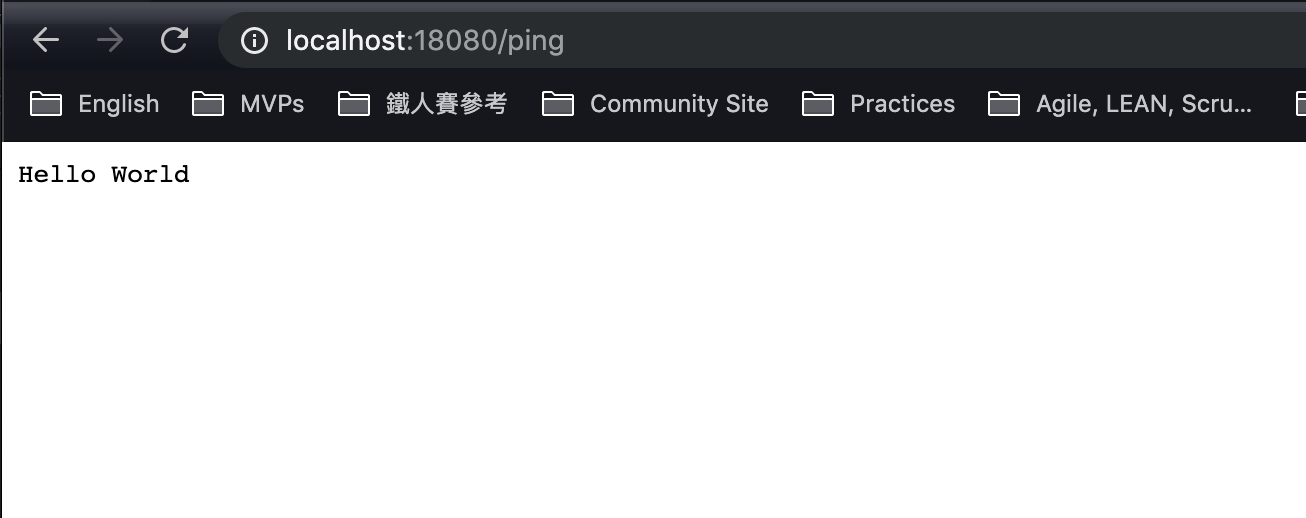 localhost:18080/ping
English MVPs 鐵人賽參考 Community Site Practices Agile, LEAN, Scru...
Hello World